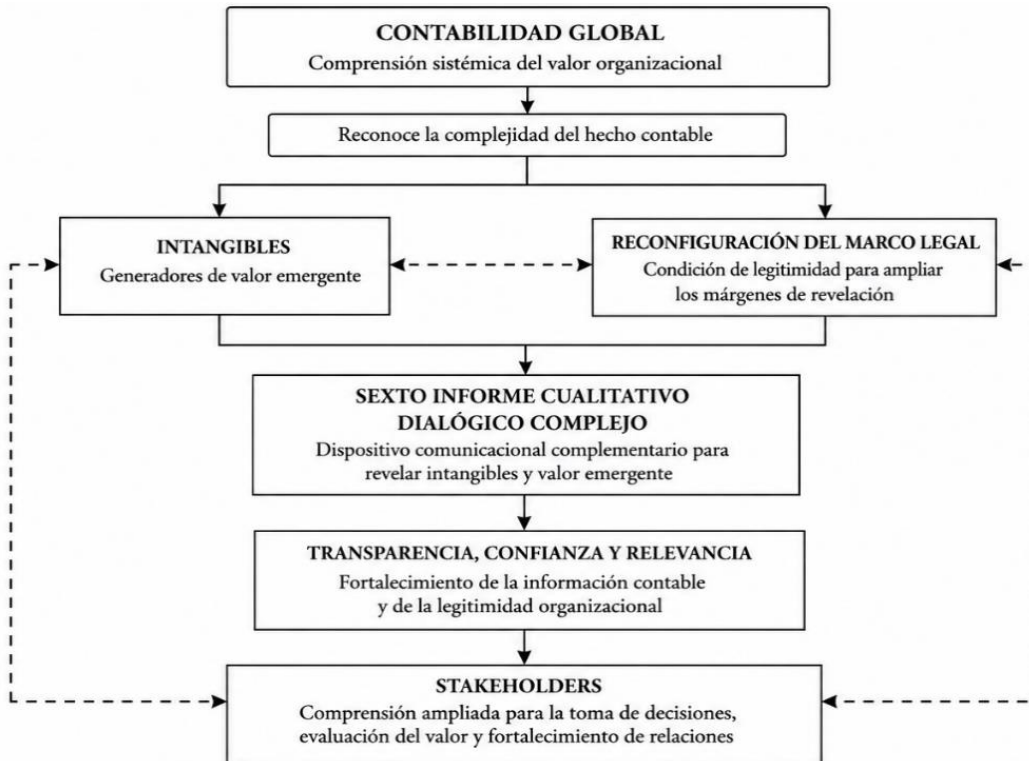 CONTABILIDAD GLOBAL
Comprensión sistémica del valor organizacional
Reconoce la complejidad del hecho contable
INTANGIBLES
Generadores de valor emergente
RECONFIGURACIÓN DEL MARCO LEGAL
Condición de legitimidad para ampliar
los márgenes de revelación
SEXTO INFORME CUALITATIVO
DIALÓGICO COMPLEJO
Dispositivo comunicacional complementario para
revelar intangibles y valor emergente
TRANSPARENCIA, CONFIANZA Y RELEVANCIA
Fortalecimiento de la información contable
y de la legitimidad organizacional
STAKEHOLDERS
Comprensión ampliada para la toma de decisiones,
evaluación del valor y fortalecimiento de relaciones